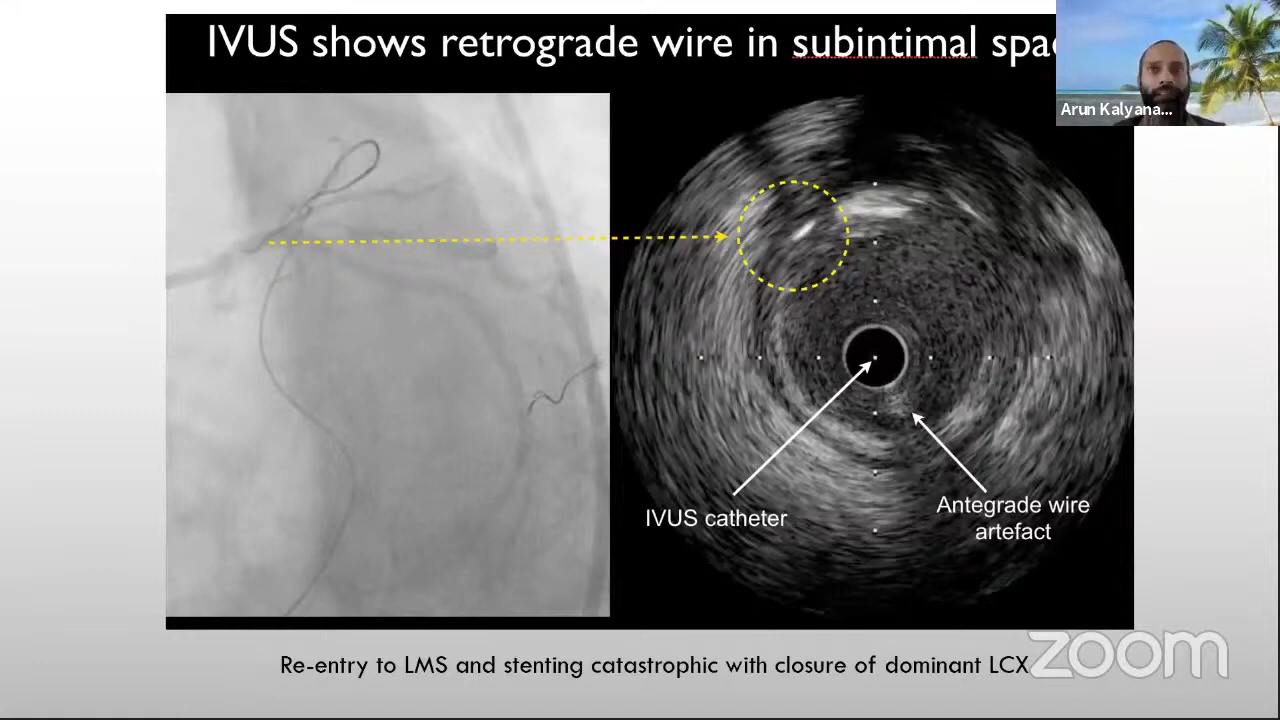 IVUS shows retrograde wire in subintimal spa
Arun Kalyana...
IVUS catheter
Antegrade wire
artefact
Re-entry to LMS and stenting catastrophic with closure of dominant LCX
zoom